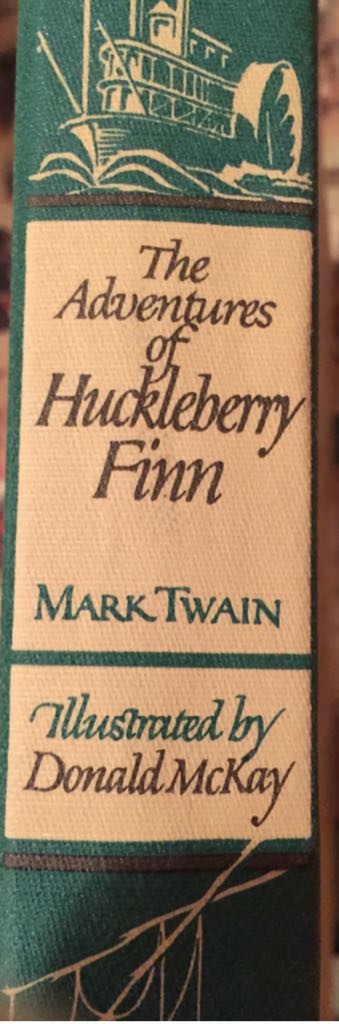 The
Adventures
of
Huckleberry
Finn
MARK TWAIN
Illustrated by
Donald McKay